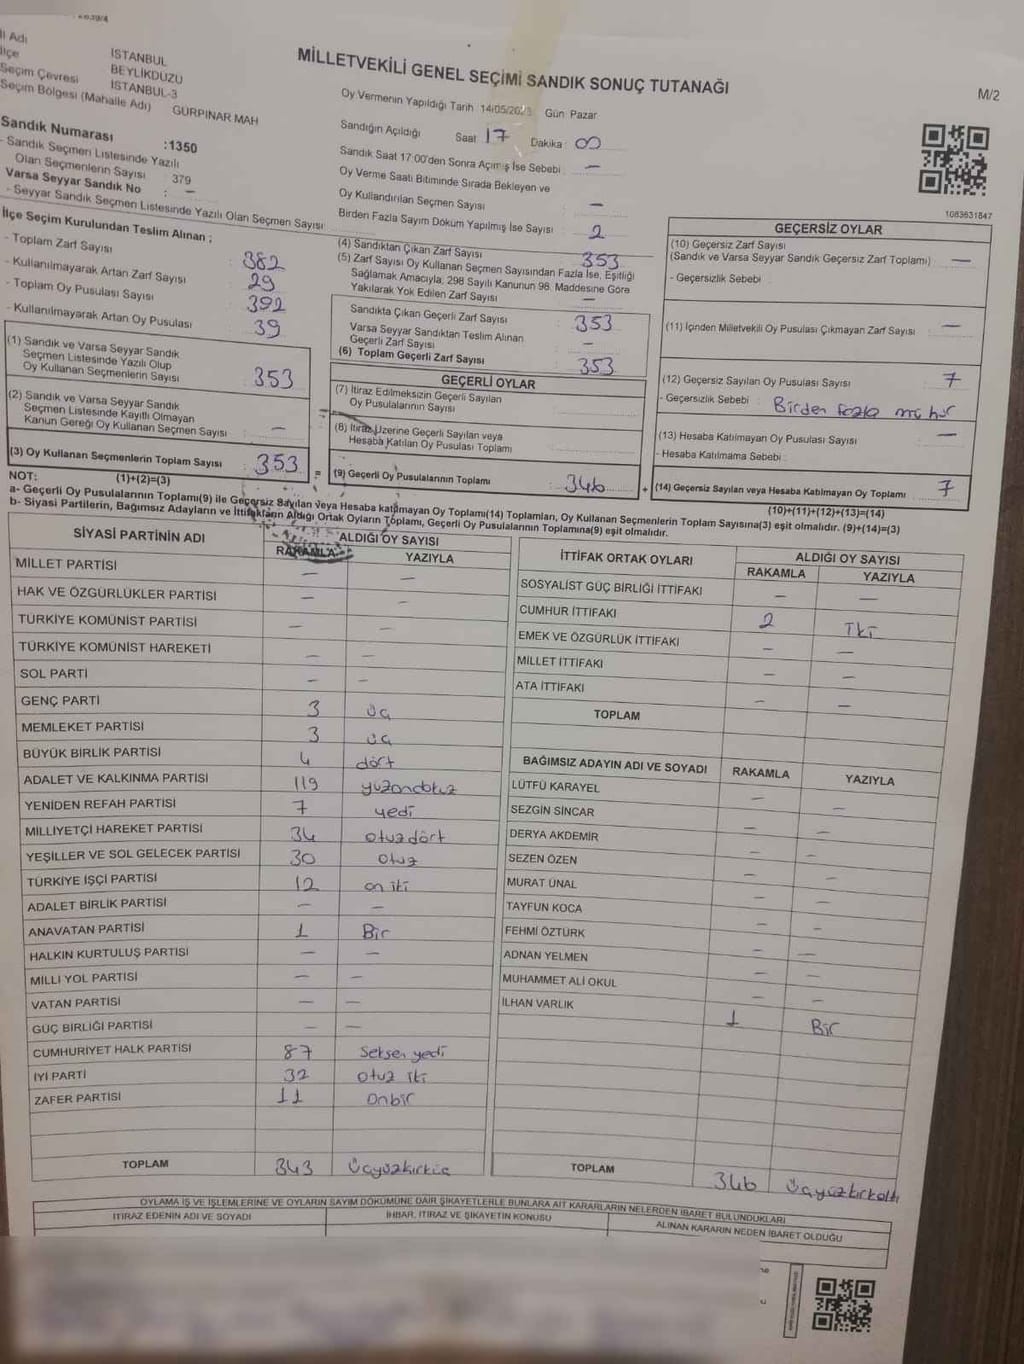 İl Adı İSTANBUL
İlçe BEYLİKDÜZÜ
Seçim Çevresi İSTANBUL-3
Seçim Bölgesi (Mahalle Adı) GÜRPINAR MAH
MİLLETVEKİLİ GENEL SEÇİMİ SANDIK SONUÇ TUTANAĞI
M/2
Oy Vermenin Yapıldığı Tarih 14/05/2023 Gün Pazar
Sandığın Açıldığı Saat 17 Dakika : 00
Sandık Saat 17:00'den Sonra Açılmış İse Sebebi : —
Oy Verme Saati Bitiminde Sırada Bekleyen ve
Oy Kullandırılan Seçmen Sayısı : —
Birden Fazla Sayım Döküm Yapılmış İse Sayısı : 2
Sandık Numarası :1350
- Sandık Seçmen Listesinde Yazılı
Olan Seçmenlerin Sayısı 379
Varsa Seyyar Sandık No : —
- Seyyar Sandık Seçmen Listesinde Yazılı Olan Seçmen Sayısı :
İlçe Seçim Kurulundan Teslim Alınan ;
- Toplam Zarf Sayısı : 382
- Kullanılmayarak Artan Zarf Sayısı : 29
- Toplam Oy Pusulası Sayısı : 392
- Kullanılmayarak Artan Oy Pusulası : 39
(1) Sandık ve Varsa Seyyar Sandık
Seçmen Listesinde Yazılı Olup
Oy Kullanan Seçmenlerin Sayısı : 353
(2) Sandık ve Varsa Seyyar Sandık
Seçmen Listesinde Kayıtlı Olmayan
Kanun Gereği Oy Kullanan Seçmen Sayısı : —
(3) Oy Kullanan Seçmenlerin Toplam Sayısı : 353
(1)+(2)=(3)
(4) Sandıktan Çıkan Zarf Sayısı : 353
(5) Zarf Sayısı Oy Kullanan Seçmen Sayısından Fazla İse, Eşitliği
Sağlamak Amacıyla, 298 Sayılı Kanunun 98. Maddesine Göre
Yakılarak Yok Edilen Zarf Sayısı : —
Sandıkta Çıkan Geçerli Zarf Sayısı : 353
Varsa Seyyar Sandıktan Teslim Alınan
Geçerli Zarf Sayısı : —
(6) Toplam Geçerli Zarf Sayısı : 353
GEÇERLİ OYLAR
(7) İtiraz Edilmeksizin Geçerli Sayılan
Oy Pusulalarının Sayısı :
(8) İtiraz Üzerine Geçerli Sayılan veya
Hesaba Katılan Oy Pusulası Toplamı :
= (9) Geçerli Oy Pusulalarının Toplamı : 346
1083631847
GEÇERSİZ OYLAR
(10) Geçersiz Zarf Sayısı
(Sandık ve Varsa Seyyar Sandık Geçersiz Zarf Toplamı) : —
- Geçersizlik Sebebi :
(11) İçinden Milletvekili Oy Pusulası Çıkmayan Zarf Sayısı : —
(12) Geçersiz Sayılan Oy Pusulası Sayısı : 7
- Geçersizlik Sebebi : Birden fazla mühür
(13) Hesaba Katılmayan Oy Pusulası Sayısı : —
- Hesaba Katılmama Sebebi :
+ (14) Geçersiz Sayılan veya Hesaba Katılmayan Oy Toplamı : 7
(10)+(11)+(12)+(13)=(14)
NOT:
a- Geçerli Oy Pusulalarının Toplamı(9) ile Geçersiz Sayılan veya Hesaba katılmayan Oy Toplamı(14) Toplamları, Oy Kullanan Seçmenlerin Toplam Sayısına(3) eşit olmalıdır. (9)+(14)=(3)
b- Siyasi Partilerin, Bağımsız Adayların ve İttifakların Aldığı Ortak Oyların Toplamı, Geçerli Oy Pusulalarının Toplamına(9) eşit olmalıdır.
SİYASİ PARTİNİN ADI ALDIĞI OY SAYISI
RAKAMLA YAZIYLA
MİLLET PARTİSİ — —
HAK VE ÖZGÜRLÜKLER PARTİSİ — —
TÜRKİYE KOMÜNİST PARTİSİ — —
TÜRKİYE KOMÜNİST HAREKETİ — —
SOL PARTİ — —
GENÇ PARTİ 3 üç
MEMLEKET PARTİSİ 3 üç
BÜYÜK BİRLİK PARTİSİ 4 dört
ADALET VE KALKINMA PARTİSİ 119 yüzondokuz
YENİDEN REFAH PARTİSİ 7 yedi
MİLLİYETÇİ HAREKET PARTİSİ 34 otuzdört
YEŞİLLER VE SOL GELECEK PARTİSİ 30 otuz
TÜRKİYE İŞÇİ PARTİSİ 12 on iki
ADALET BİRLİK PARTİSİ — —
ANAVATAN PARTİSİ 1 Bir
HALKIN KURTULUŞ PARTİSİ — —
MİLLİ YOL PARTİSİ — —
VATAN PARTİSİ — —
GÜÇ BİRLİĞİ PARTİSİ — —
CUMHURİYET HALK PARTİSİ 87 seksen yedi
İYİ PARTİ 32 otuz iki
ZAFER PARTİSİ 11 onbir
TOPLAM 343 üçyüzkırküç
İTTİFAK ORTAK OYLARI ALDIĞI OY SAYISI
RAKAMLA YAZIYLA
SOSYALİST GÜÇ BİRLİĞİ İTTİFAKI — —
CUMHUR İTTİFAKI 2 İki
EMEK VE ÖZGÜRLÜK İTTİFAKI — —
MİLLET İTTİFAKI — —
ATA İTTİFAKI — —
TOPLAM
BAĞIMSIZ ADAYIN ADI VE SOYADI RAKAMLA YAZIYLA
LÜTFÜ KARAYEL — —
SEZGİN SİNCAR — —
DERYA AKDEMİR — —
SEZEN ÖZEN — —
MURAT ÜNAL — —
TAYFUN KOCA — —
FEHMİ ÖZTÜRK — —
ADNAN YELMEN — —
MUHAMMET ALİ OKUL — —
İLHAN VARLIK 1 Bir
TOPLAM 346 üçyüzkırkaltı
OYLAMA İŞ VE İŞLEMLERİNE VE OYLARIN SAYIM DÖKÜMÜNE DAİR ŞİKAYETLERLE BUNLARA AİT KARARLARIN NELERDEN İBARET BULUNDUKLARI
İTİRAZ EDENİN ADI VE SOYADI İHBAR, İTİRAZ VE ŞİKAYETİN KONUSU ALINAN KARARIN NEDEN İBARET OLDUĞU